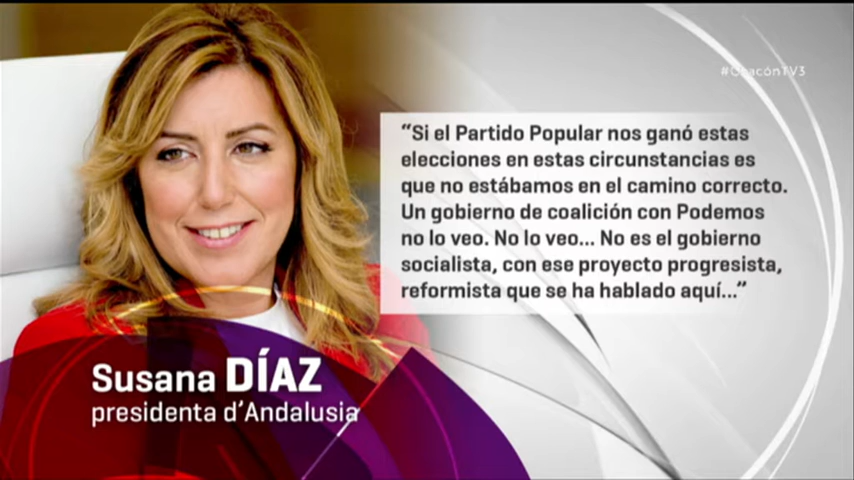 #ChacónTV3
“Si el Partido Popular nos ganó estas
elecciones en estas circunstancias es
que no estábamos en el camino correcto.
Un gobierno de coalición con Podemos
no lo veo. No lo veo... No es el gobierno
socialista, con ese proyecto progresista,
reformista que se ha hablado aquí...”
Susana DÍAZ
presidenta d’Andalusia